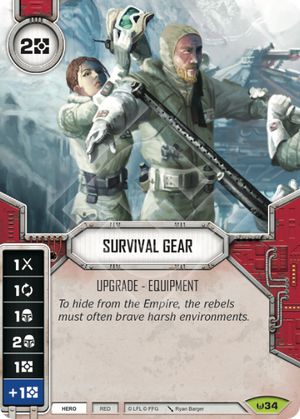 2
SURVIVAL GEAR
UPGRADE - EQUIPMENT
To hide from the Empire, the rebels
must often brave harsh environments.
1
1
1
2
1
+1
HERO RED © LFL © FFG Ryan Barger 34